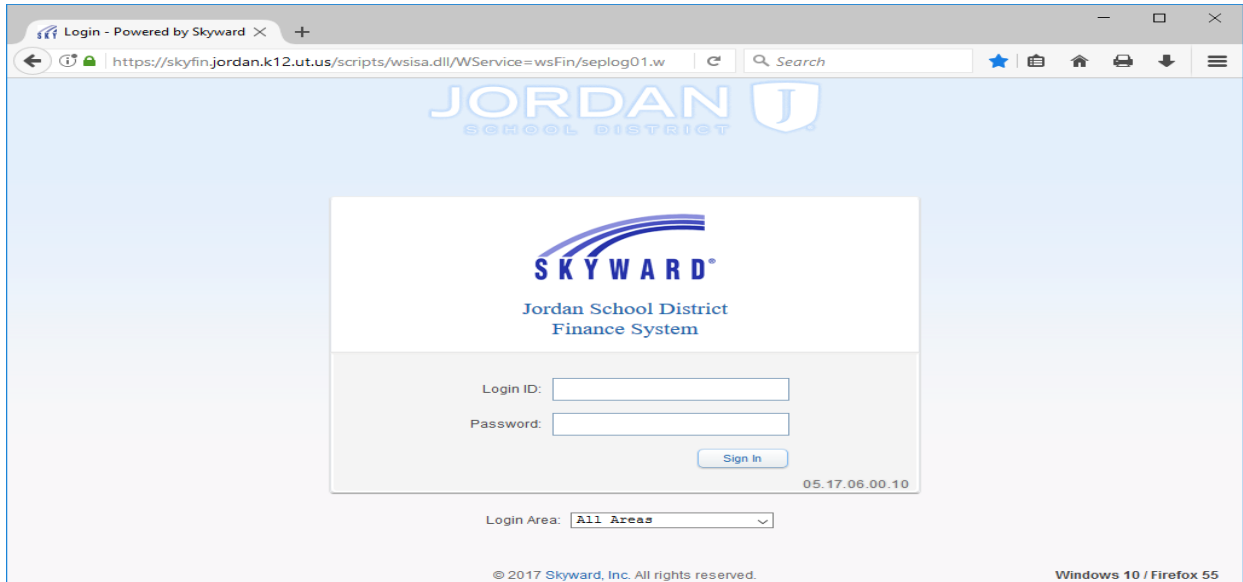 Login - Powered by Skyward
https://skyfin.jordan.k12.ut.us/scripts/wsisa.dll/WService=wsFin/seplog01.w
Search
JORDAN J
SCHOOL DISTRICT
SKYWARD®
Jordan School District
Finance System
Login ID:
Password:
Sign In
05.17.06.00.10
Login Area: All Areas
© 2017 Skyward, Inc. All rights reserved.
Windows 10 / Firefox 55